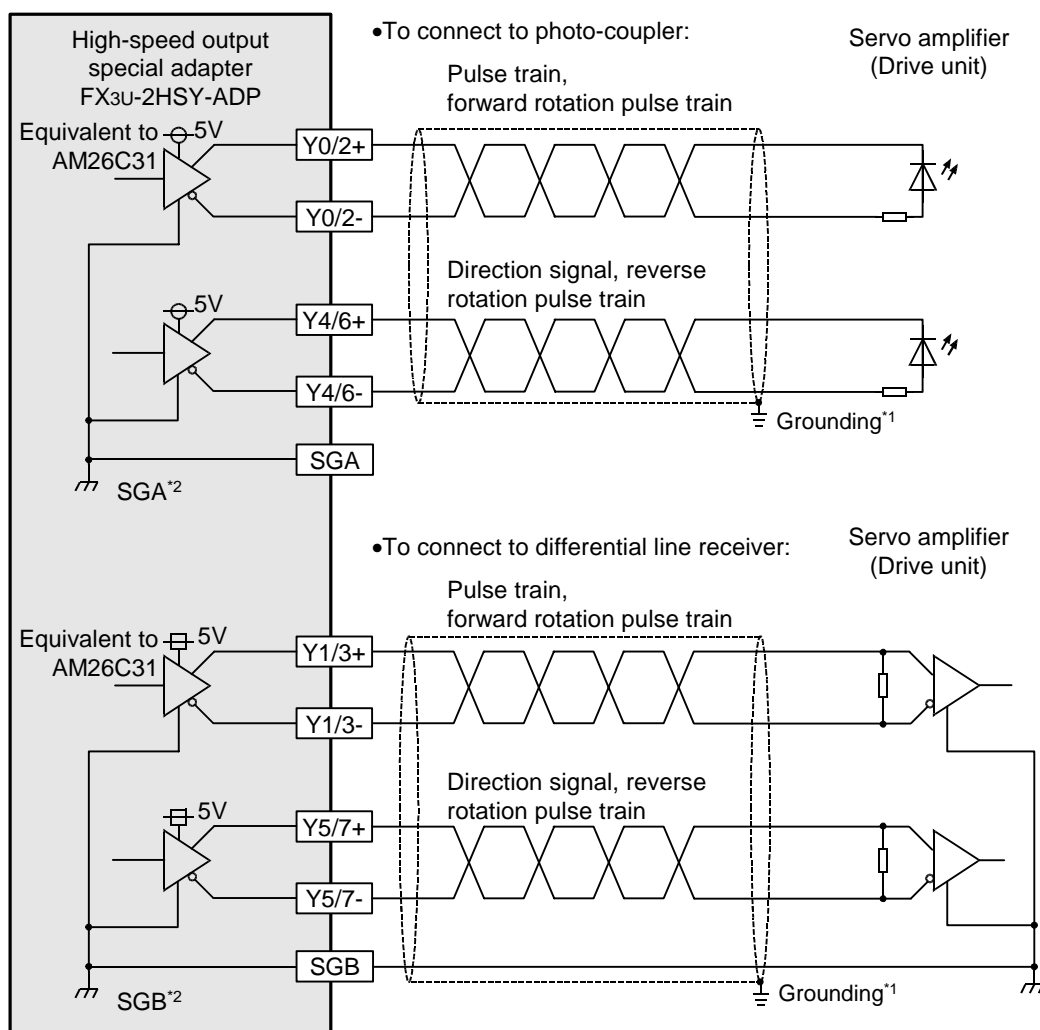 High-speed output
special adapter
FX3U-2HSY-ADP
•To connect to photo-coupler:
Servo amplifier
(Drive unit)
Pulse train,
forward rotation pulse train
Equivalent to
AM26C31
5V
Y0/2+
Y0/2-
Direction signal, reverse
rotation pulse train
5V
Y4/6+
Y4/6-
Grounding*1
SGA
SGA*2
•To connect to differential line receiver:
Servo amplifier
(Drive unit)
Pulse train,
forward rotation pulse train
Equivalent to
AM26C31
5V
Y1/3+
Y1/3-
Direction signal, reverse
rotation pulse train
5V
Y5/7+
Y5/7-
SGB
SGB*2
Grounding*1